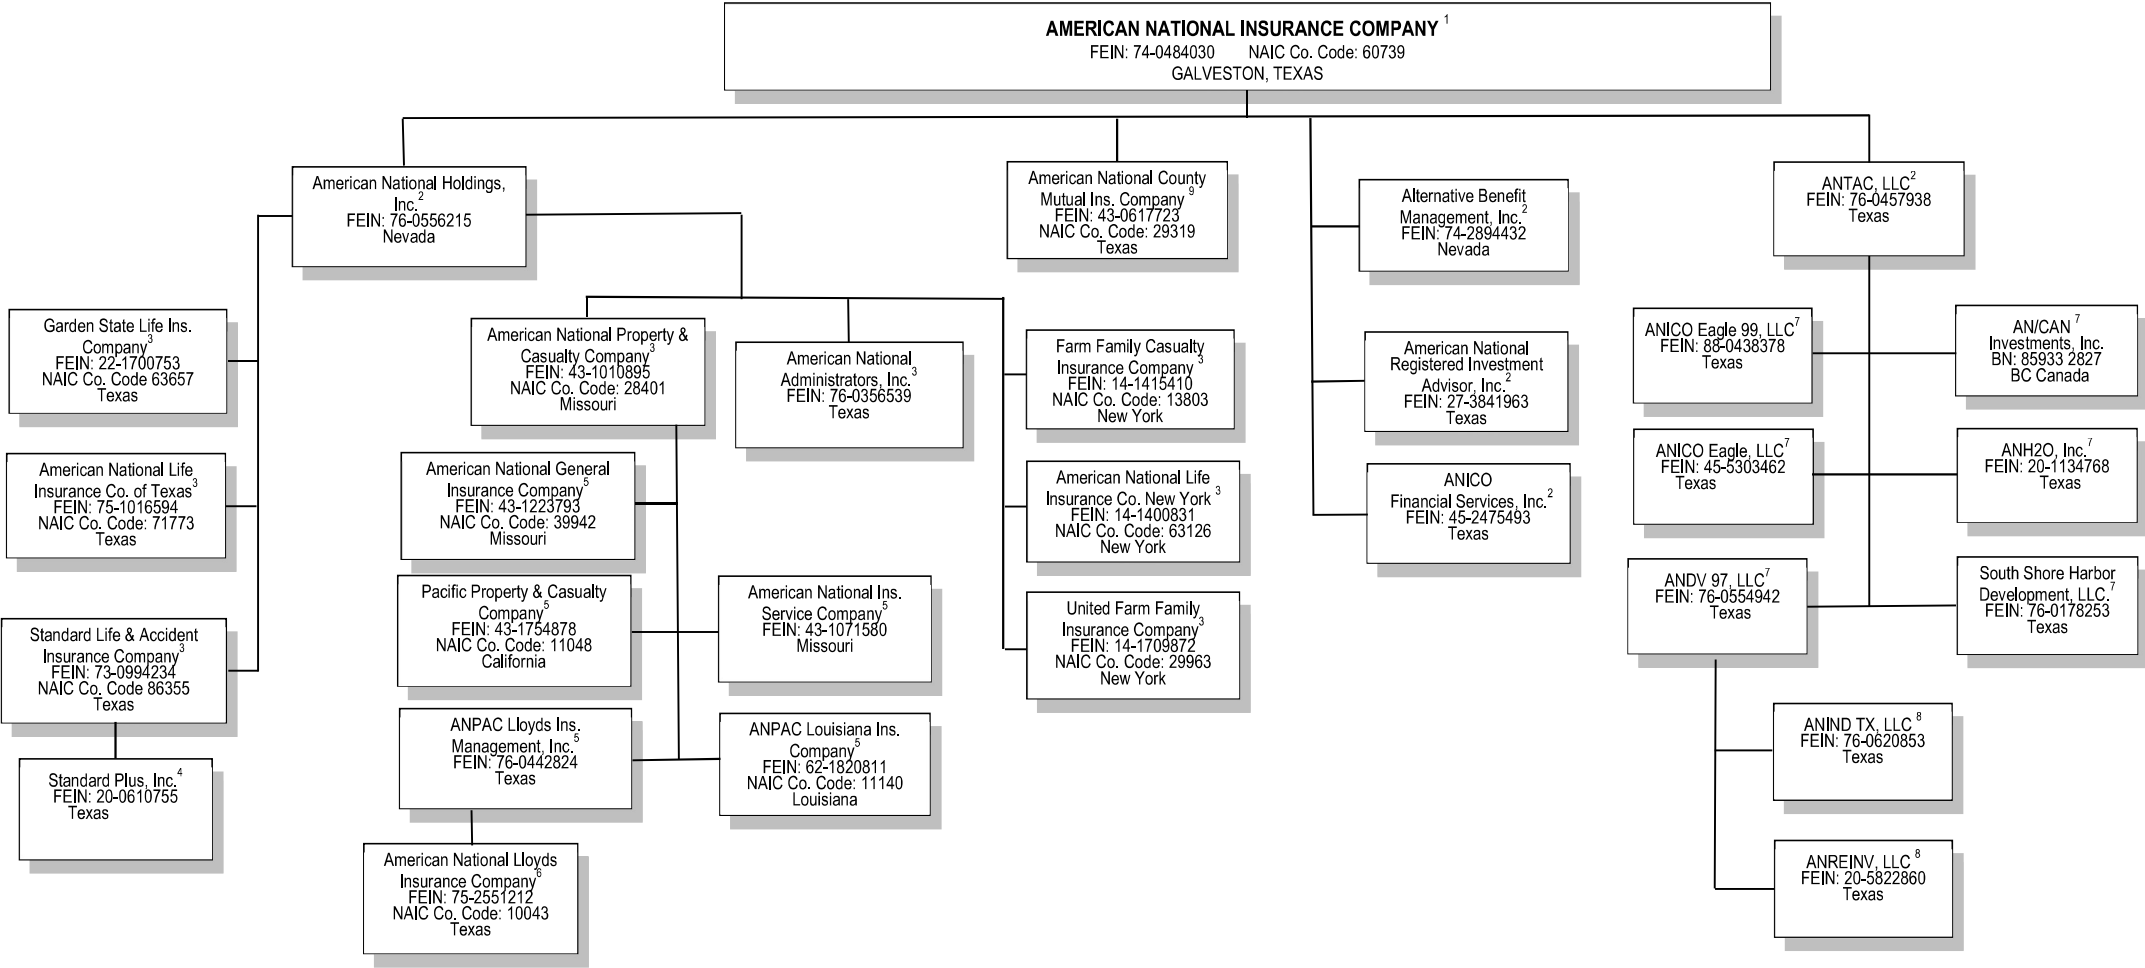 AMERICAN NATIONAL INSURANCE COMPANY 1
FEIN: 74-0484030 NAIC Co. Code: 60739
GALVESTON, TEXAS
American National Holdings,
Inc.2
FEIN: 76-0556215
Nevada
American National County
Mutual Ins. Company 9
FEIN: 43-0617723
NAIC Co. Code: 29319
Texas
Alternative Benefit
Management, Inc.2
FEIN: 74-2894432
Nevada
ANTAC, LLC2
FEIN: 76-0457938
Texas
Garden State Life Ins.
Company3
FEIN: 22-1700753
NAIC Co. Code 63657
Texas
American National Property &
Casualty Company3
FEIN: 43-1010895
NAIC Co. Code: 28401
Missouri
American National
Administrators, Inc.3
FEIN: 76-0356539
Texas
Farm Family Casualty
Insurance Company3
FEIN: 14-1415410
NAIC Co. Code: 13803
New York
American National
Registered Investment
Advisor, Inc.2
FEIN: 27-3841963
Texas
ANICO Eagle 99, LLC7
FEIN: 88-0438378
Texas
AN/CAN 7
Investments, Inc.
BN: 85933 2827
BC Canada
American National Life
Insurance Co. of Texas3
FEIN: 75-1016594
NAIC Co. Code: 71773
Texas
American National General
Insurance Company5
FEIN: 43-1223793
NAIC Co. Code: 39942
Missouri
American National Life
Insurance Co. New York 3
FEIN: 14-1400831
NAIC Co. Code: 63126
New York
ANICO
Financial Services, Inc.2
FEIN: 45-2475493
Texas
ANICO Eagle, LLC7
FEIN: 45-5303462
Texas
ANH2O, Inc.7
FEIN: 20-1134768
Texas
Standard Life & Accident
Insurance Company3
FEIN: 73-0994234
NAIC Co. Code 86355
Texas
Pacific Property & Casualty
Company5
FEIN: 43-1754878
NAIC Co. Code: 11048
California
American National Ins.
Service Company5
FEIN: 43-1071580
Missouri
United Farm Family
Insurance Company3
FEIN: 14-1709872
NAIC Co. Code: 29963
New York
ANDV 97, LLC7
FEIN: 76-0554942
Texas
South Shore Harbor
Development, LLC.7
FEIN: 76-0178253
Texas
Standard Plus, Inc.4
FEIN: 20-0610755
Texas
ANPAC Lloyds Ins.
Management, Inc.5
FEIN: 76-0442824
Texas
ANPAC Louisiana Ins.
Company5
FEIN: 62-1820811
NAIC Co. Code: 11140
Louisiana
ANIND TX, LLC 8
FEIN: 76-0620853
Texas
American National Lloyds
Insurance Company6
FEIN: 75-2551212
NAIC Co. Code: 10043
Texas
ANREINV, LLC 8
FEIN: 20-5822860
Texas